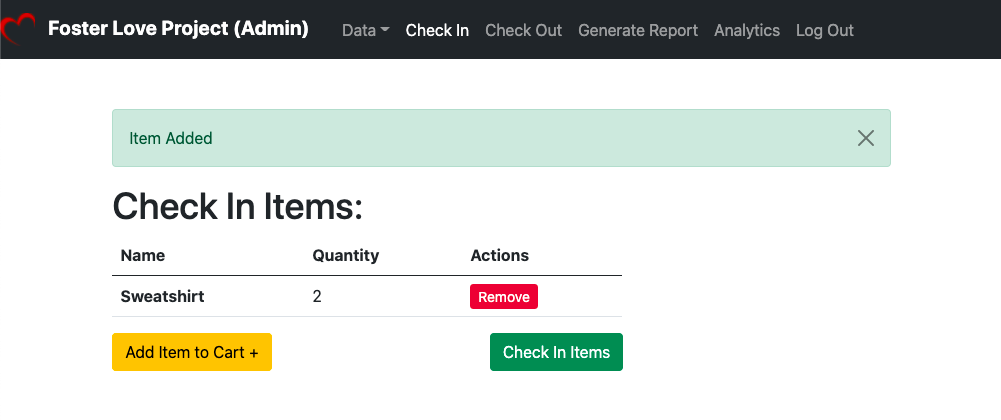 Foster Love Project (Admin) Data Check In Check Out Generate Report Analytics Log Out
Item Added
Check In Items:
Name Quantity Actions
Sweatshirt 2 Remove
Add Item to Cart + Check In Items